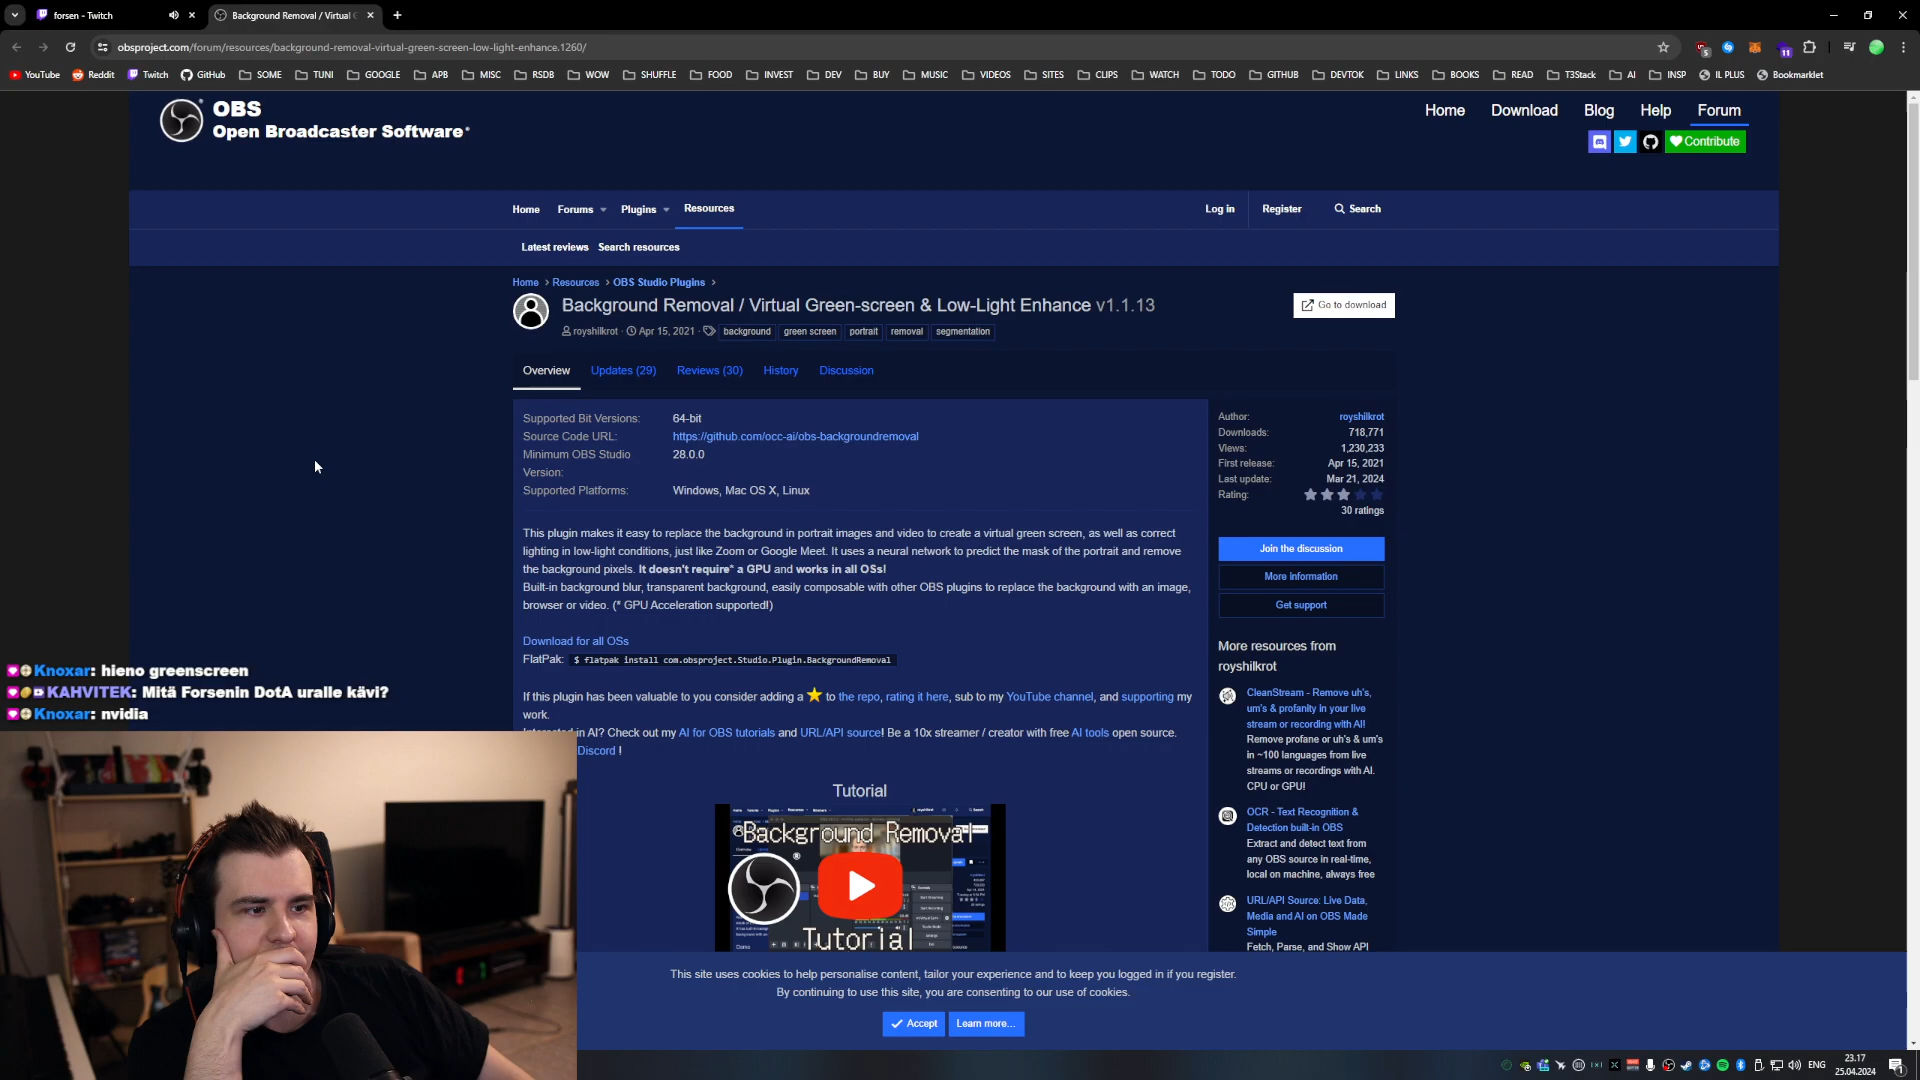 forsen - Twitch
Background Removal / Virtual G
obsproject.com/forum/resources/background-removal-virtual-green-screen-low-light-enhance.1260/
5
11
YouTube Reddit Twitch GitHub SOME TUNI GOOGLE APB MISC RSDB WOW SHUFFLE FOOD INVEST DEV BUY MUSIC VIDEOS SITES CLIPS WATCH TODO GITHUB DEVTOK LINKS BOOKS READ T3Stack AI INSP IL PLUS Bookmarklet
OBS
Open Broadcaster Software
Home Download Blog Help Forum
Contribute
Home Forums Plugins Resources
Log in Register Search
Latest reviews Search resources
Home > Resources > OBS Studio Plugins >
Background Removal / Virtual Green-screen & Low-Light Enhance v1.1.13
Go to download
royshilkrot · Apr 15, 2021 · background green screen portrait removal segmentation
Overview Updates (29) Reviews (30) History Discussion
Supported Bit Versions: 64-bit
Source Code URL: https://github.com/occ-ai/obs-backgroundremoval
Minimum OBS Studio Version: 28.0.0
Supported Platforms: Windows, Mac OS X, Linux
This plugin makes it easy to replace the background in portrait images and video to create a virtual green screen, as well as correct
lighting in low-light conditions, just like Zoom or Google Meet. It uses a neural network to predict the mask of the portrait and remove
the background pixels. It doesn't require* a GPU and works in all OSs!
Built-in background blur, transparent background, easily composable with other OBS plugins to replace the background with an image,
browser or video. (* GPU Acceleration supported!)
Download for all OSs
FlatPak: $ flatpak install com.obsproject.Studio.Plugin.BackgroundRemoval
If this plugin has been valuable to you consider adding a ⭐ to the repo, rating it here, sub to my YouTube channel, and supporting my
work.
Interested in AI? Check out my AI for OBS tutorials and URL/API source! Be a 10x streamer / creator with free AI tools open source.
Discord !
Tutorial
Background Removal
Tutorial
Author: royshilkrot
Downloads: 718,771
Views: 1,230,233
First release: Apr 15, 2021
Last update: Mar 21, 2024
Rating:
30 ratings
Join the discussion
More information
Get support
More resources from
royshilkrot
CleanStream - Remove uh's,
um's & profanity in your live
stream or recording with AI!
Remove profane or uh's & um's
in ~100 languages from live
streams or recordings with AI.
CPU or GPU!
OCR - Text Recognition &
Detection built-in OBS
Extract and detect text from
any OBS source in real-time,
local on machine, always free
URL/API Source: Live Data,
Media and AI on OBS Made
Simple
Fetch, Parse, and Show API
Knoxar: hieno greenscreen
KAHVITEK: Mitä Forsenin DotA uralle kävi?
Knoxar: nvidia
This site uses cookies to help personalise content, tailor your experience and to keep you logged in if you register.
By continuing to use this site, you are consenting to our use of cookies.
Accept Learn more...
ENG
23.17
25.04.2024
1